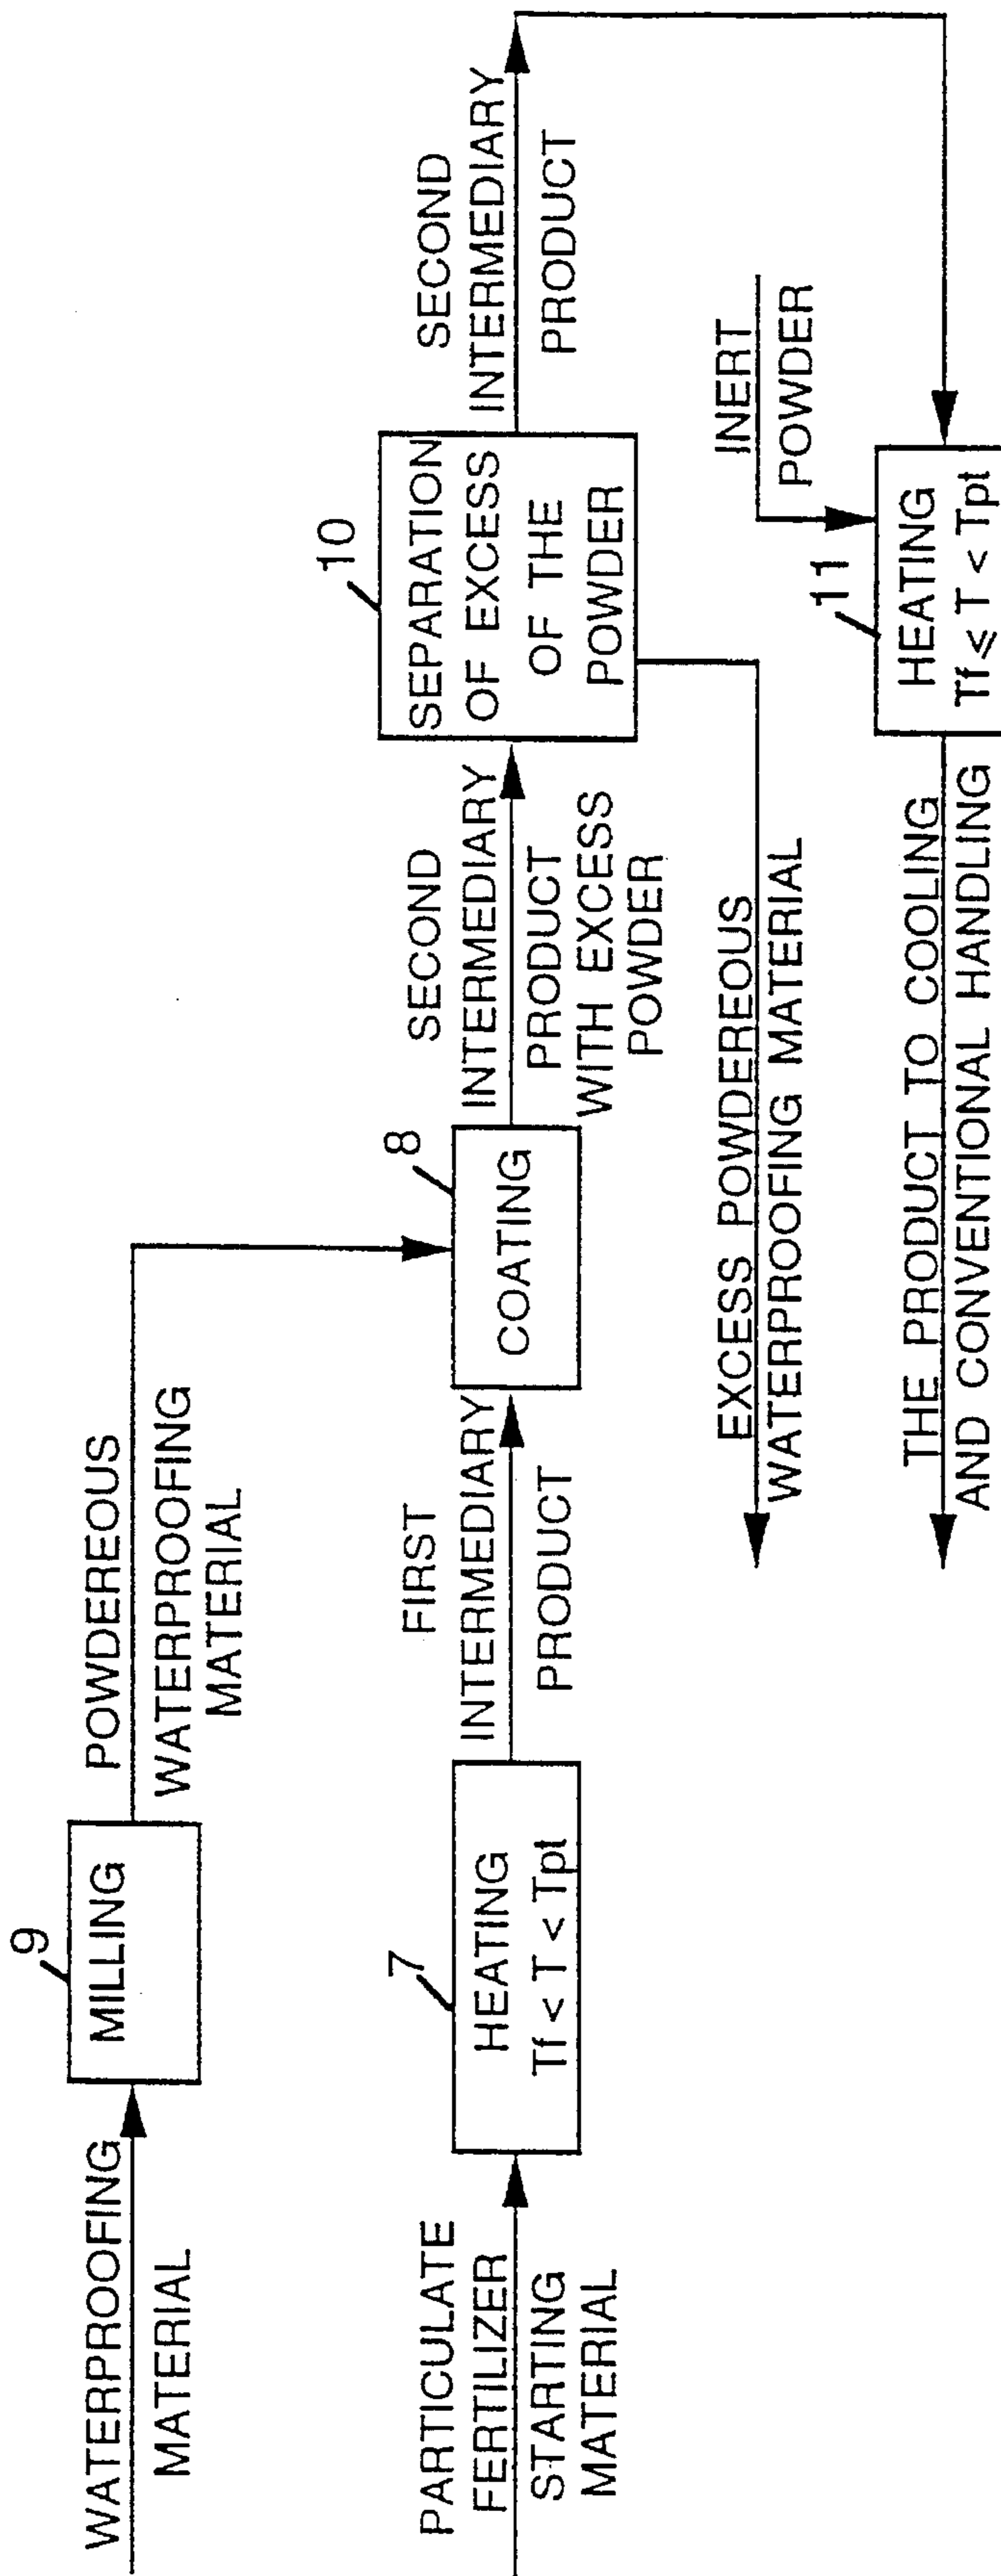 WATERPROOFING
MATERIAL
9
MILLING
POWDEREOUS
WATERPROOFING
MATERIAL
PARTICULATE
FERTILIZER
STARTING
MATERIAL
7
HEATING
Tf < T < Tpt
FIRST
INTERMEDIARY
PRODUCT
8
COATING
SECOND
INTERMEDIARY
PRODUCT
WITH EXCESS
POWDER
10
SEPARATION
OF EXCESS
OF THE
POWDER
SECOND
INTERMEDIARY
PRODUCT
EXCESS POWDEREOUS
WATERPROOFING MATERIAL
INERT
POWDER
11
HEATING
Tf ⩽ T < Tpt
THE PRODUCT TO COOLING
AND CONVENTIONAL HANDLING